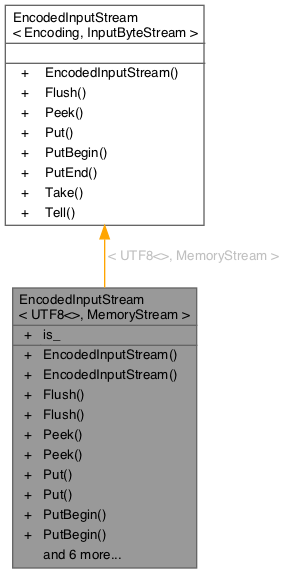 EncodedInputStream
< Encoding, InputByteStream >
+ EncodedInputStream()
+ Flush()
+ Peek()
+ Put()
+ PutBegin()
+ PutEnd()
+ Take()
+ Tell()
< UTF8<>, MemoryStream >
EncodedInputStream
< UTF8<>, MemoryStream >
+ is_
+ EncodedInputStream()
+ EncodedInputStream()
+ Flush()
+ Flush()
+ Peek()
+ Peek()
+ Put()
+ Put()
+ PutBegin()
+ PutBegin()
and 6 more...